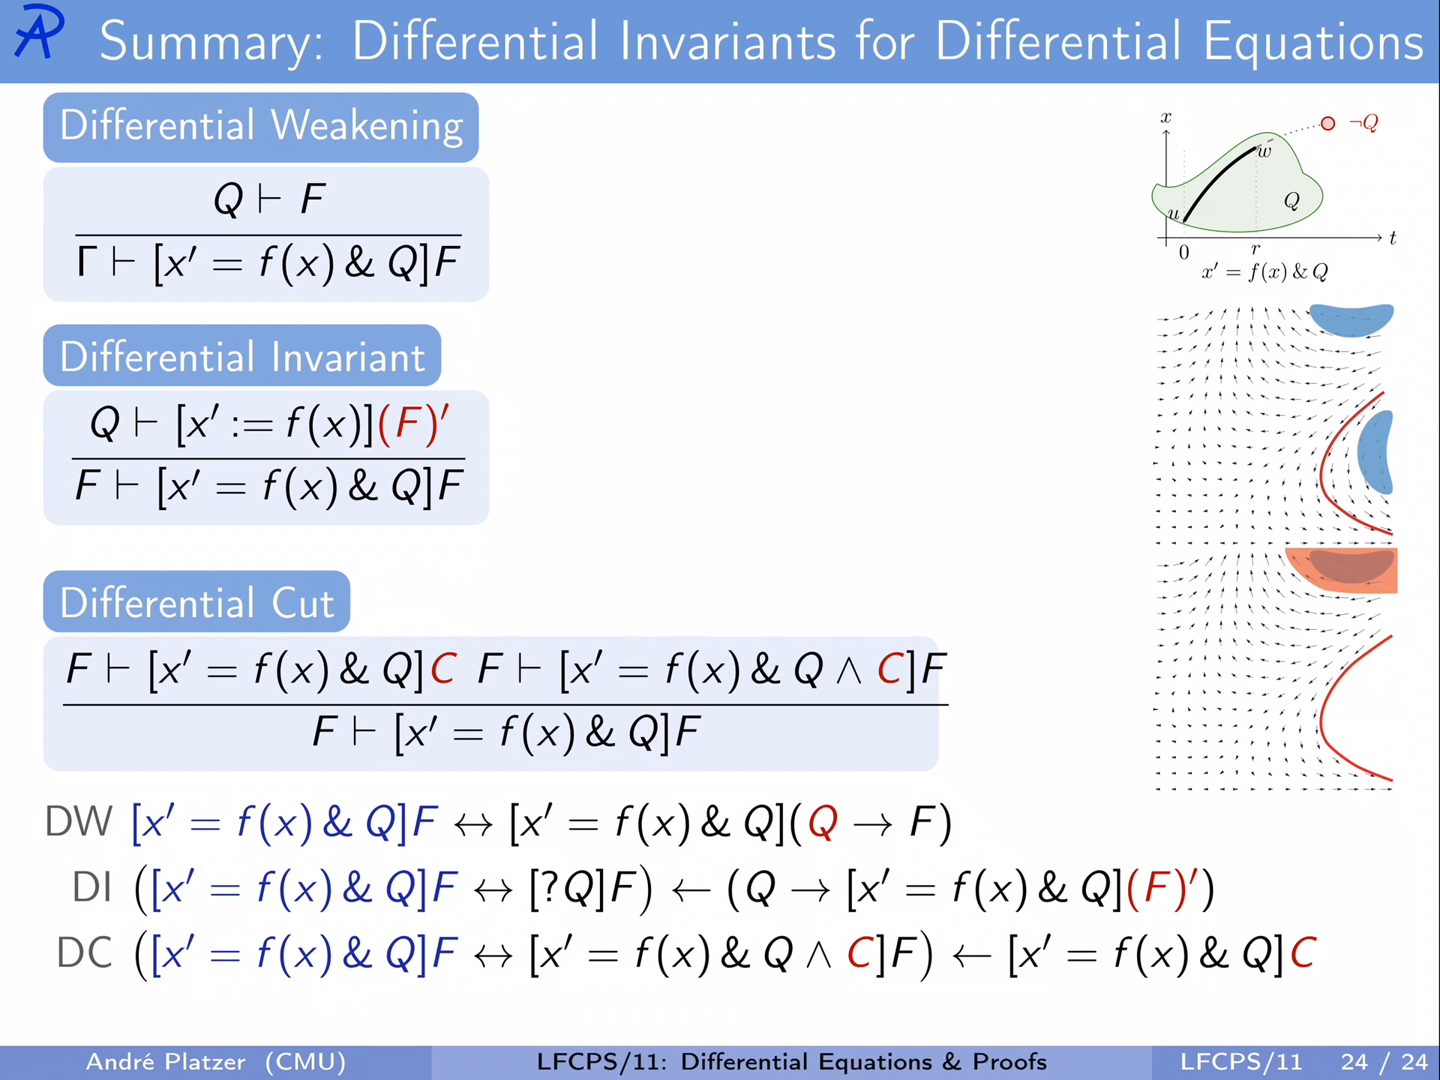 Summary: Differential Invariants for Differential Equations
Differential Weakening
Q ⊢ F
Γ ⊢ [x′ = f(x) & Q]F
Differential Invariant
Q ⊢ [x′ := f(x)](F)′
F ⊢ [x′ = f(x) & Q]F
Differential Cut
F ⊢ [x′ = f(x) & Q]C F ⊢ [x′ = f(x) & Q ∧ C]F
F ⊢ [x′ = f(x) & Q]F
DW [x′ = f(x) & Q]F ↔ [x′ = f(x) & Q](Q → F)
DI ([x′ = f(x) & Q]F ↔ [?Q]F) ← (Q → [x′ = f(x) & Q](F)′)
DC ([x′ = f(x) & Q]F ↔ [x′ = f(x) & Q ∧ C]F) ← [x′ = f(x) & Q]C
x
¬Q
w
Q
u
t
0
r
x′ = f(x) & Q
André Platzer (CMU)
LFCPS/11: Differential Equations & Proofs
LFCPS/11
24 / 24